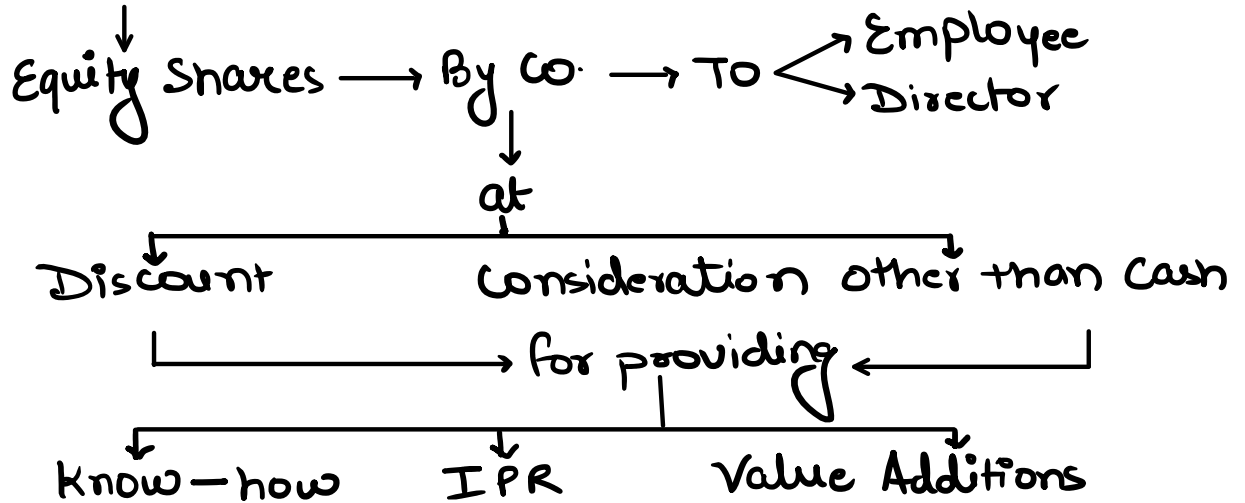 Employee
Equity Shares By Co. To
Director
at
Discount Consideration other than Cash
for providing
Know-how IPR Value Additions